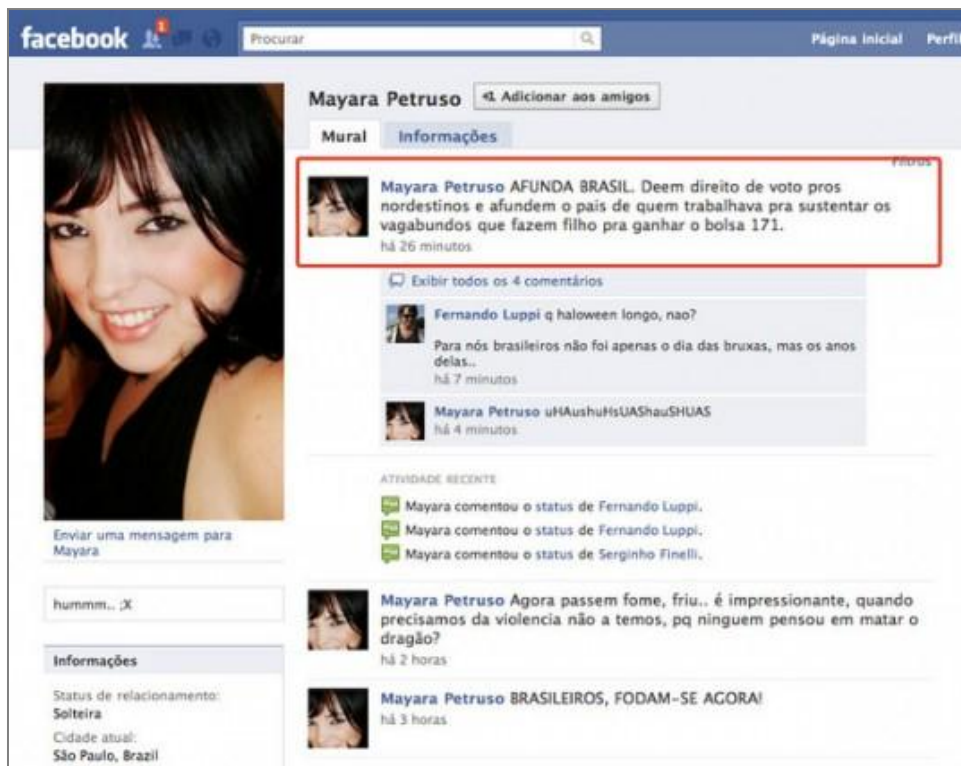 facebook 1 Procurar Página inicial Perfil
Mayara Petruso Adicionar aos amigos
Mural Informações
Filtros
Mayara Petruso AFUNDA BRASIL. Deem direito de voto pros
nordestinos e afundem o pais de quem trabalhava pra sustentar os
vagabundos que fazem filho pra ganhar o bolsa 171.
há 26 minutos
Exibir todos os 4 comentários
Fernando Luppi q haloween longo, nao?
Para nós brasileiros não foi apenas o dia das bruxas, mas os anos
delas..
há 7 minutos
Mayara Petruso uHAushuHsUAShauSHUAS
há 4 minutos
ATIVIDADE RECENTE
Mayara comentou o status de Fernando Luppi.
Mayara comentou o status de Fernando Luppi.
Mayara comentou o status de Serginho Finelli.
Mayara Petruso Agora passem fome, friu.. é impressionante, quando
precisamos da violencia não a temos, pq ninguem pensou em matar o
dragão?
há 2 horas
Mayara Petruso BRASILEIROS, FODAM-SE AGORA!
há 3 horas
Enviar uma mensagem para
Mayara
hummm.. ;X
Informações
Status de relacionamento:
Solteira
Cidade atual:
São Paulo, Brazil